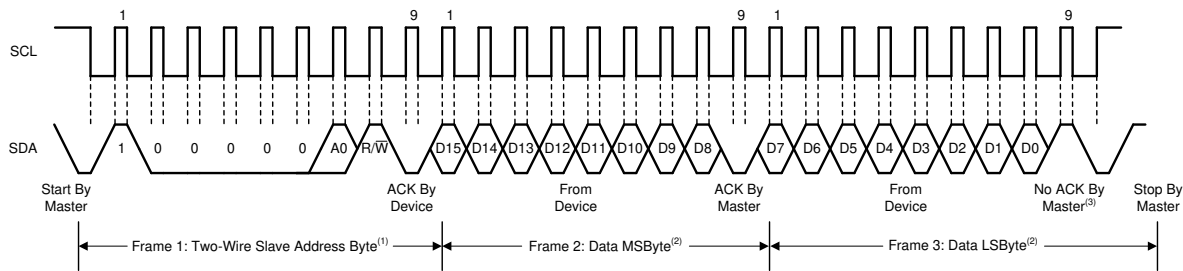 1 9 1 9 1 9
SCL
SDA 1 0 0 0 0 0 A0 R/W̅ D15 D14 D13 D12 D11 D10 D9 D8 D7 D6 D5 D4 D3 D2 D1 D0
Start By
Master
ACK By
Device
From
Device
ACK By
Master
From
Device
No ACK By
Master(3)
Stop By
Master
Frame 1: Two-Wire Slave Address Byte(1)
Frame 2: Data MSByte(2)
Frame 3: Data LSByte(2)